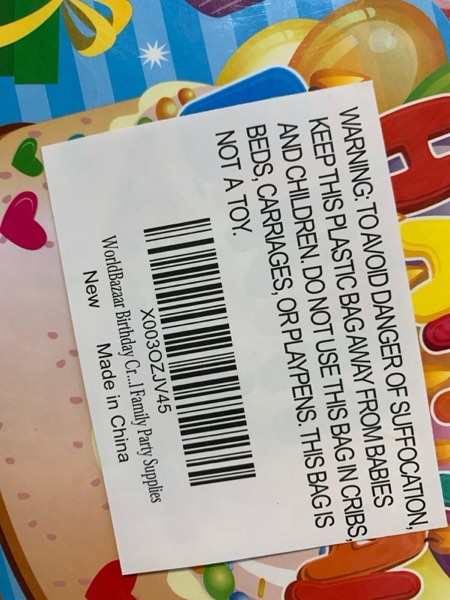 WARNING: TO AVOID DANGER OF SUFFOCATION,
KEEP THIS PLASTIC BAG AWAY FROM BABIES
AND CHILDREN. DO NOT USE THIS BAG IN CRIBS,
BEDS, CARRIAGES, OR PLAYPENS. THIS BAG IS
NOT A TOY.
X003OZJV45
WorldBazaar Birthday Cr...l Family Party Supplies
New Made in China